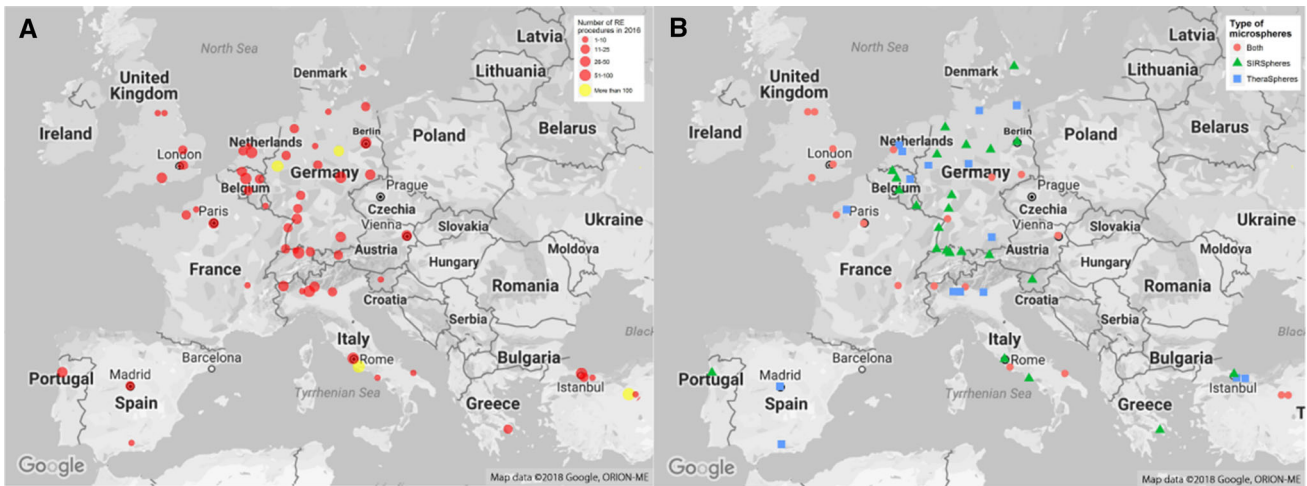 A
Number of RE
procedures in 2016
1-10
11-25
26-50
51-100
More than 100
North Sea
Latvia
Denmark
Lithuania
United
Kingdom
Ireland
Belarus
Netherlands
Berlin
Poland
London
Germany
Belgium
Prague
Paris
Czechia
Ukraine
Vienna
Slovakia
Austria
Moldova
France
Hungary
Romania
Croatia
Serbia
Italy
Barcelona
Rome
Bulgaria
Portugal
Madrid
Istanbul
Spain
Tyrrhenian Sea
Greece
Black
Google
Map data ©2018 Google, ORION-ME
B
Type of
microspheres
Both
SIRSpheres
TheraSpheres
North Sea
Latvia
Denmark
Lithuania
United
Kingdom
Ireland
Belarus
Netherlands
Berlin
Poland
London
Germany
Belgium
Prague
Paris
Czechia
Ukraine
Vienna
Slovakia
Austria
Moldova
France
Hungary
Romania
Croatia
Serbia
Italy
Barcelona
Rome
Bulgaria
Portugal
Madrid
Istanbul
Spain
Tyrrhenian Sea
Greece
T
Google
Map data ©2018 Google, ORION-ME